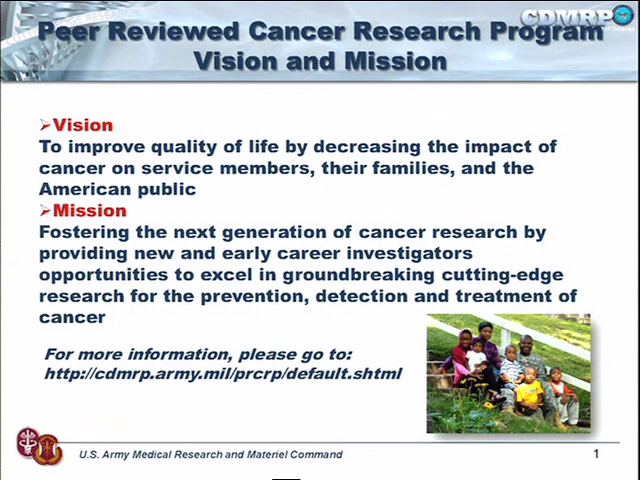 Peer Reviewed Cancer Research Program
CDMRP
Vision and Mission
➢Vision
To improve quality of life by decreasing the impact of
cancer on service members, their families, and the
American public
➢Mission
Fostering the next generation of cancer research by
providing new and early career investigators
opportunities to excel in groundbreaking cutting-edge
research for the prevention, detection and treatment of
cancer
For more information, please go to:
http://cdmrp.army.mil/prcrp/default.shtml
U.S. Army Medical Research and Materiel Command
1